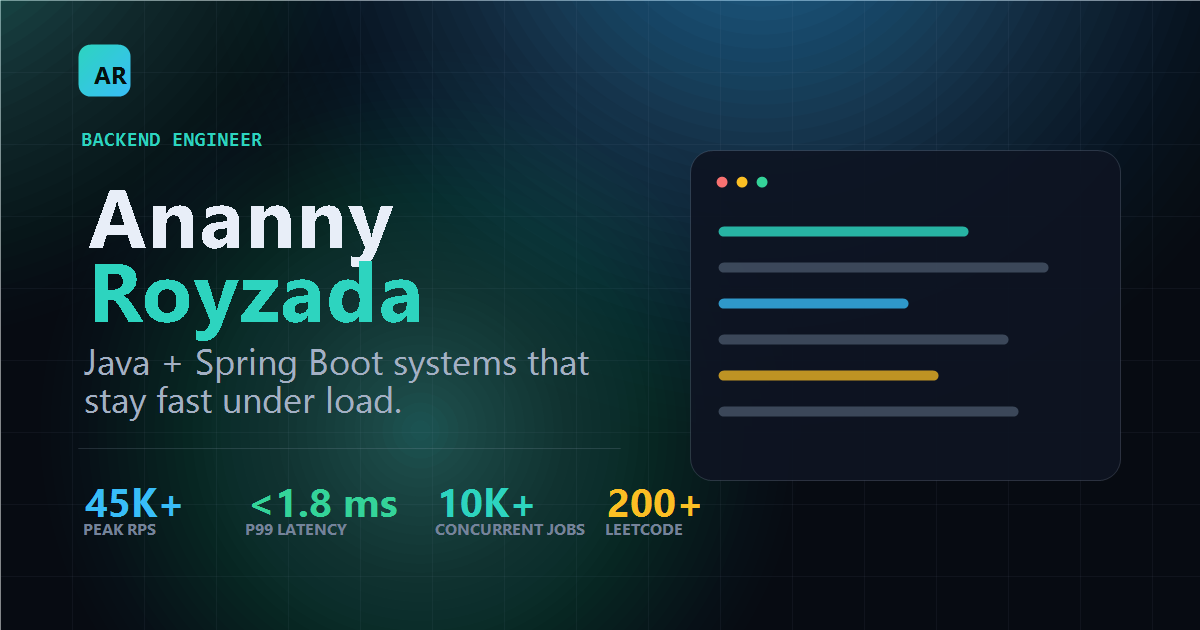 AR
BACKEND ENGINEER
Ananny
Royzada
Java + Spring Boot systems that
stay fast under load.
45K+ <1.8 ms 10K+ 200+
PEAK RPS P99 LATENCY CONCURRENT JOBS LEETCODE